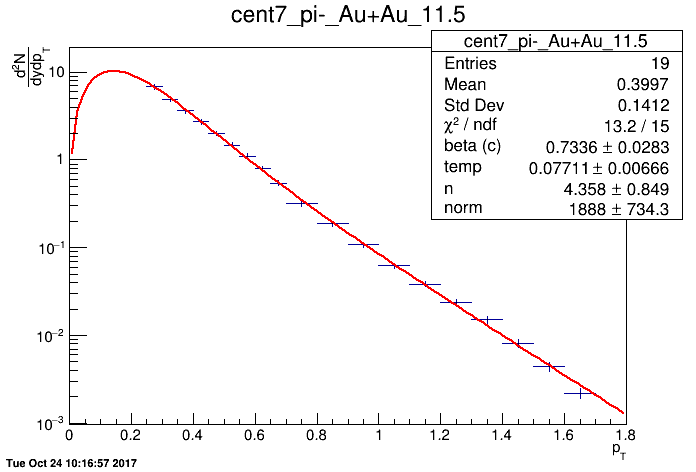 cent7_pi-_Au+Au_11.5
d²N
dydp_T
cent7_pi-_Au+Au_11.5
Entries 19
Mean 0.3997
Std Dev 0.1412
χ² / ndf 13.2 / 15
beta (c) 0.7336 ± 0.0283
temp 0.07711 ± 0.00666
n 4.358 ± 0.849
norm 1888 ± 734.3
10
1
10⁻¹
10⁻²
10⁻³
0 0.2 0.4 0.6 0.8 1 1.2 1.4 1.6 1.8
p_T
Tue Oct 24 10:16:57 2017